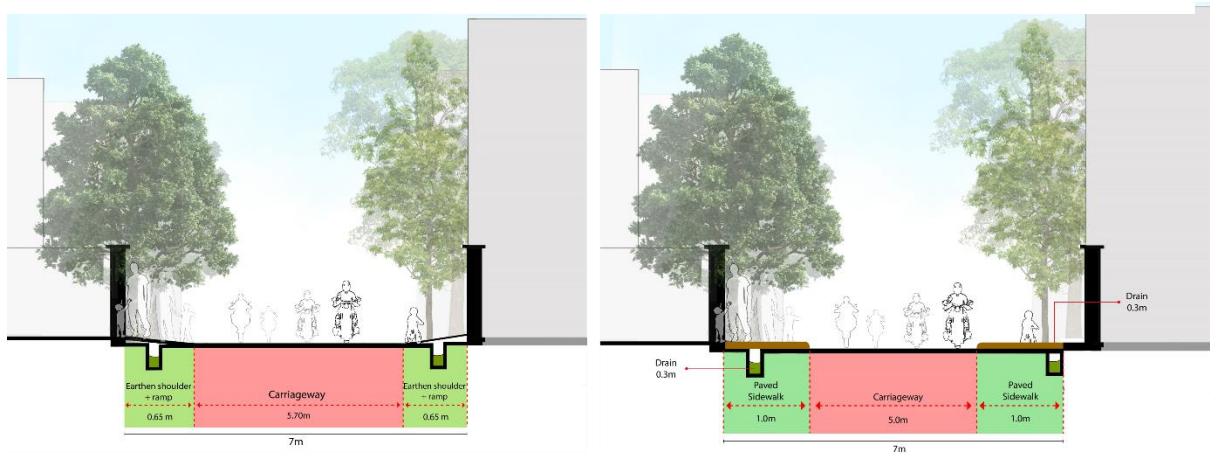 Earthen shoulder
+ ramp
0.65 m
Carriageway
5.70m
Earthen shoulder
+ ramp
0.65 m
7m
Drain
0.3m
Drain
0.3m
Paved
Sidewalk
1.0m
Carriageway
5.0m
Paved
Sidewalk
1.0m
7m